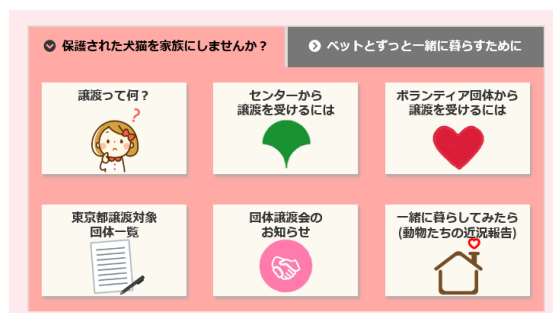 保護された犬猫を家族にしませんか？
ペットとずっと一緒に暮らすために
譲渡って何？
?
センターから
譲渡を受けるには
ボランティア団体から
譲渡を受けるには
東京都譲渡対象
団体一覧
団体譲渡会の
お知らせ
一緒に暮らしてみたら
(動物たちの近況報告)